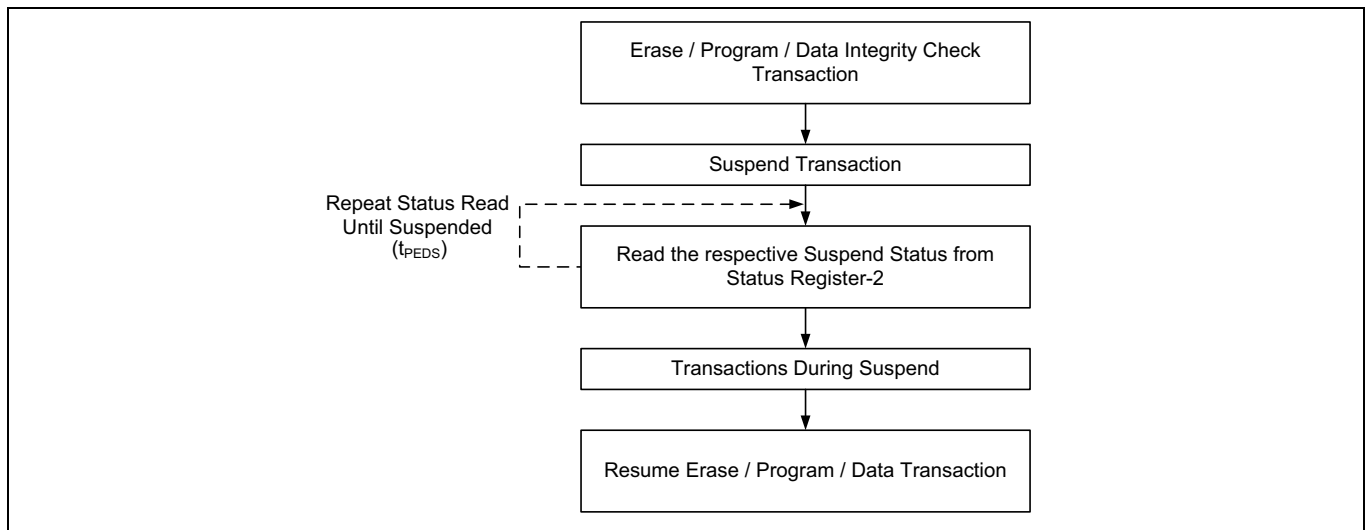 Erase / Program / Data Integrity Check
Transaction
Suspend Transaction
Repeat Status Read
Until Suspended
(tPEDS)
Read the respective Suspend Status from
Status Register-2
Transactions During Suspend
Resume Erase / Program / Data Transaction